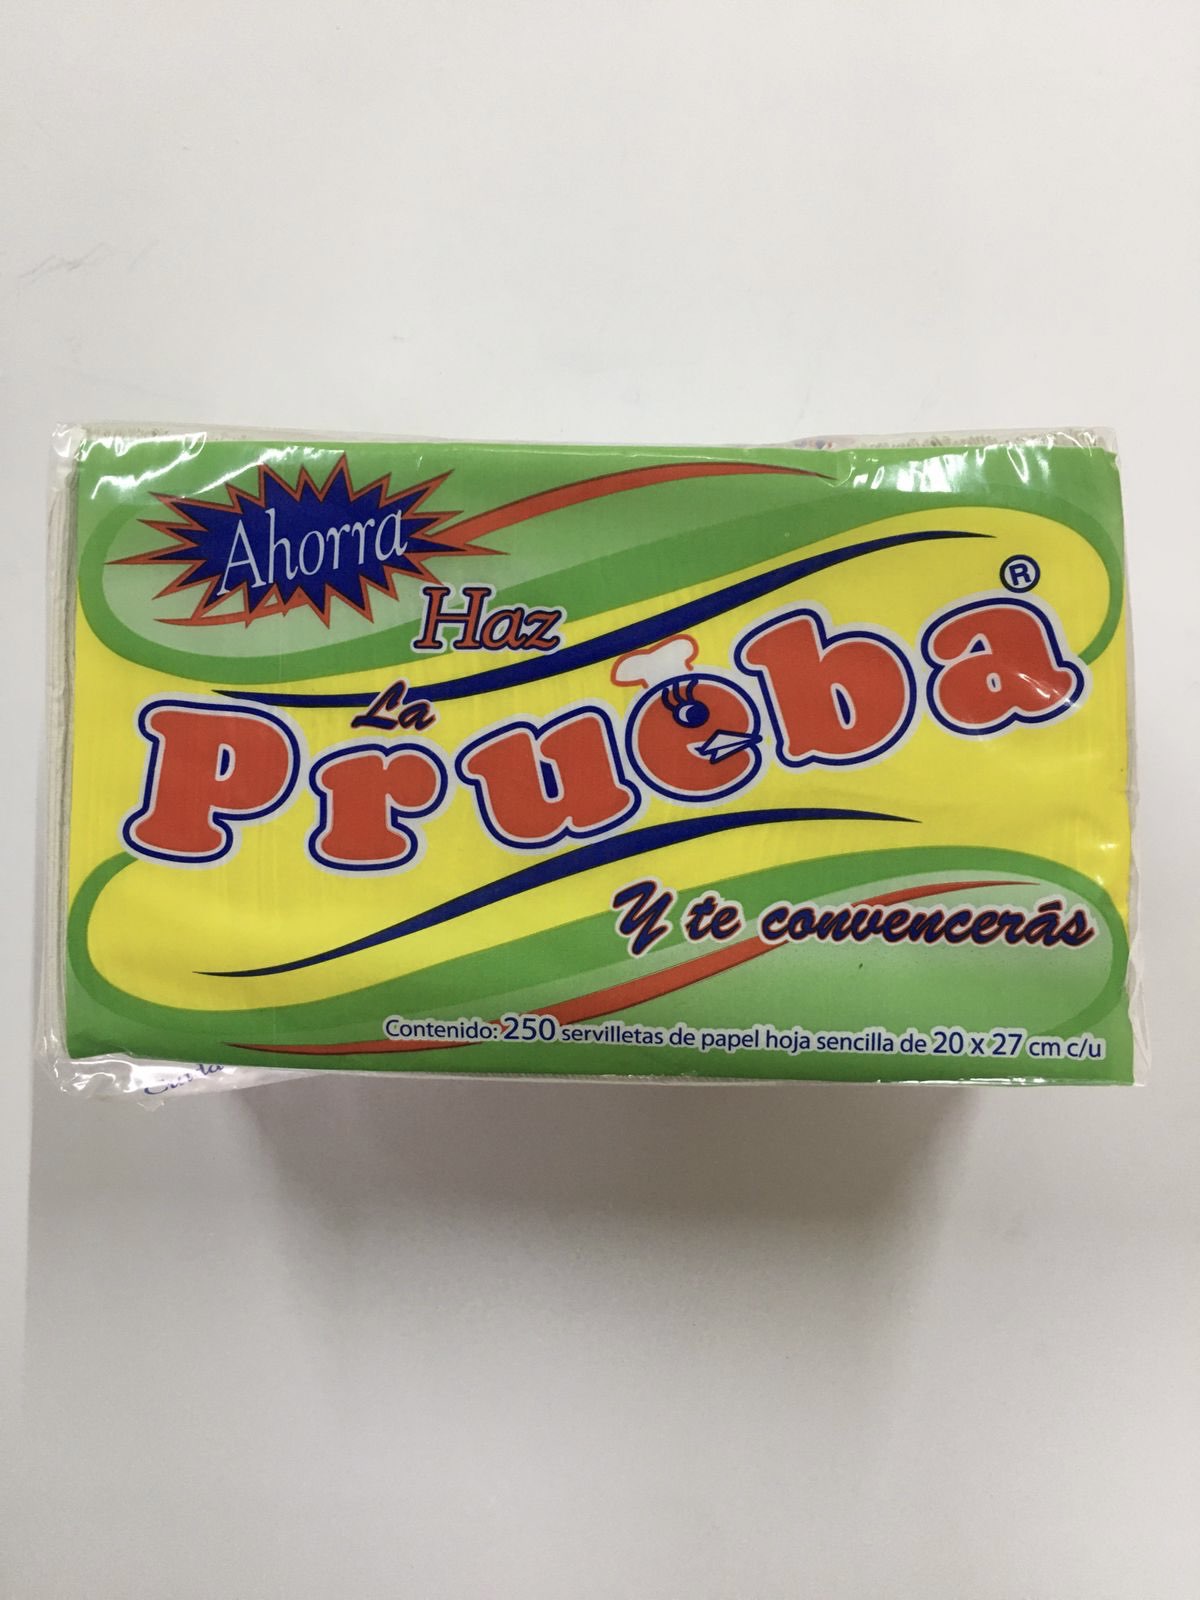 Ahorra
Haz
La
Prueba ®
Y te convencerás
Contenido: 250 servilletas de papel hoja sencilla de 20 x 27 cm c/u